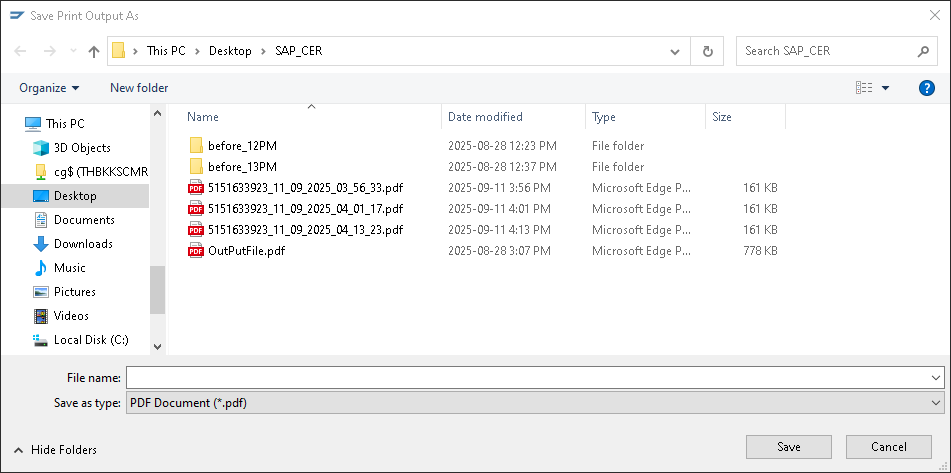 Save Print Output As
This PC Desktop SAP_CER Search SAP_CER
Organize New folder ?
Name Date modified Type Size
This PC
3D Objects
cg$ (THBKKSCMR
Desktop
Documents
Downloads
Music
Pictures
Videos
Local Disk (C:)
before_12PM 2025-08-28 12:23 PM File folder
before_13PM 2025-08-28 12:37 PM File folder
PDF 5151633923_11_09_2025_03_56_33.pdf 2025-09-11 3:56 PM Microsoft Edge P... 161 KB
PDF 5151633923_11_09_2025_04_01_17.pdf 2025-09-11 4:01 PM Microsoft Edge P... 161 KB
PDF 5151633923_11_09_2025_04_13_23.pdf 2025-09-11 4:13 PM Microsoft Edge P... 161 KB
PDF OutPutFile.pdf 2025-08-28 3:07 PM Microsoft Edge P... 778 KB
File name:
Save as type: PDF Document (*.pdf)
Hide Folders Save Cancel